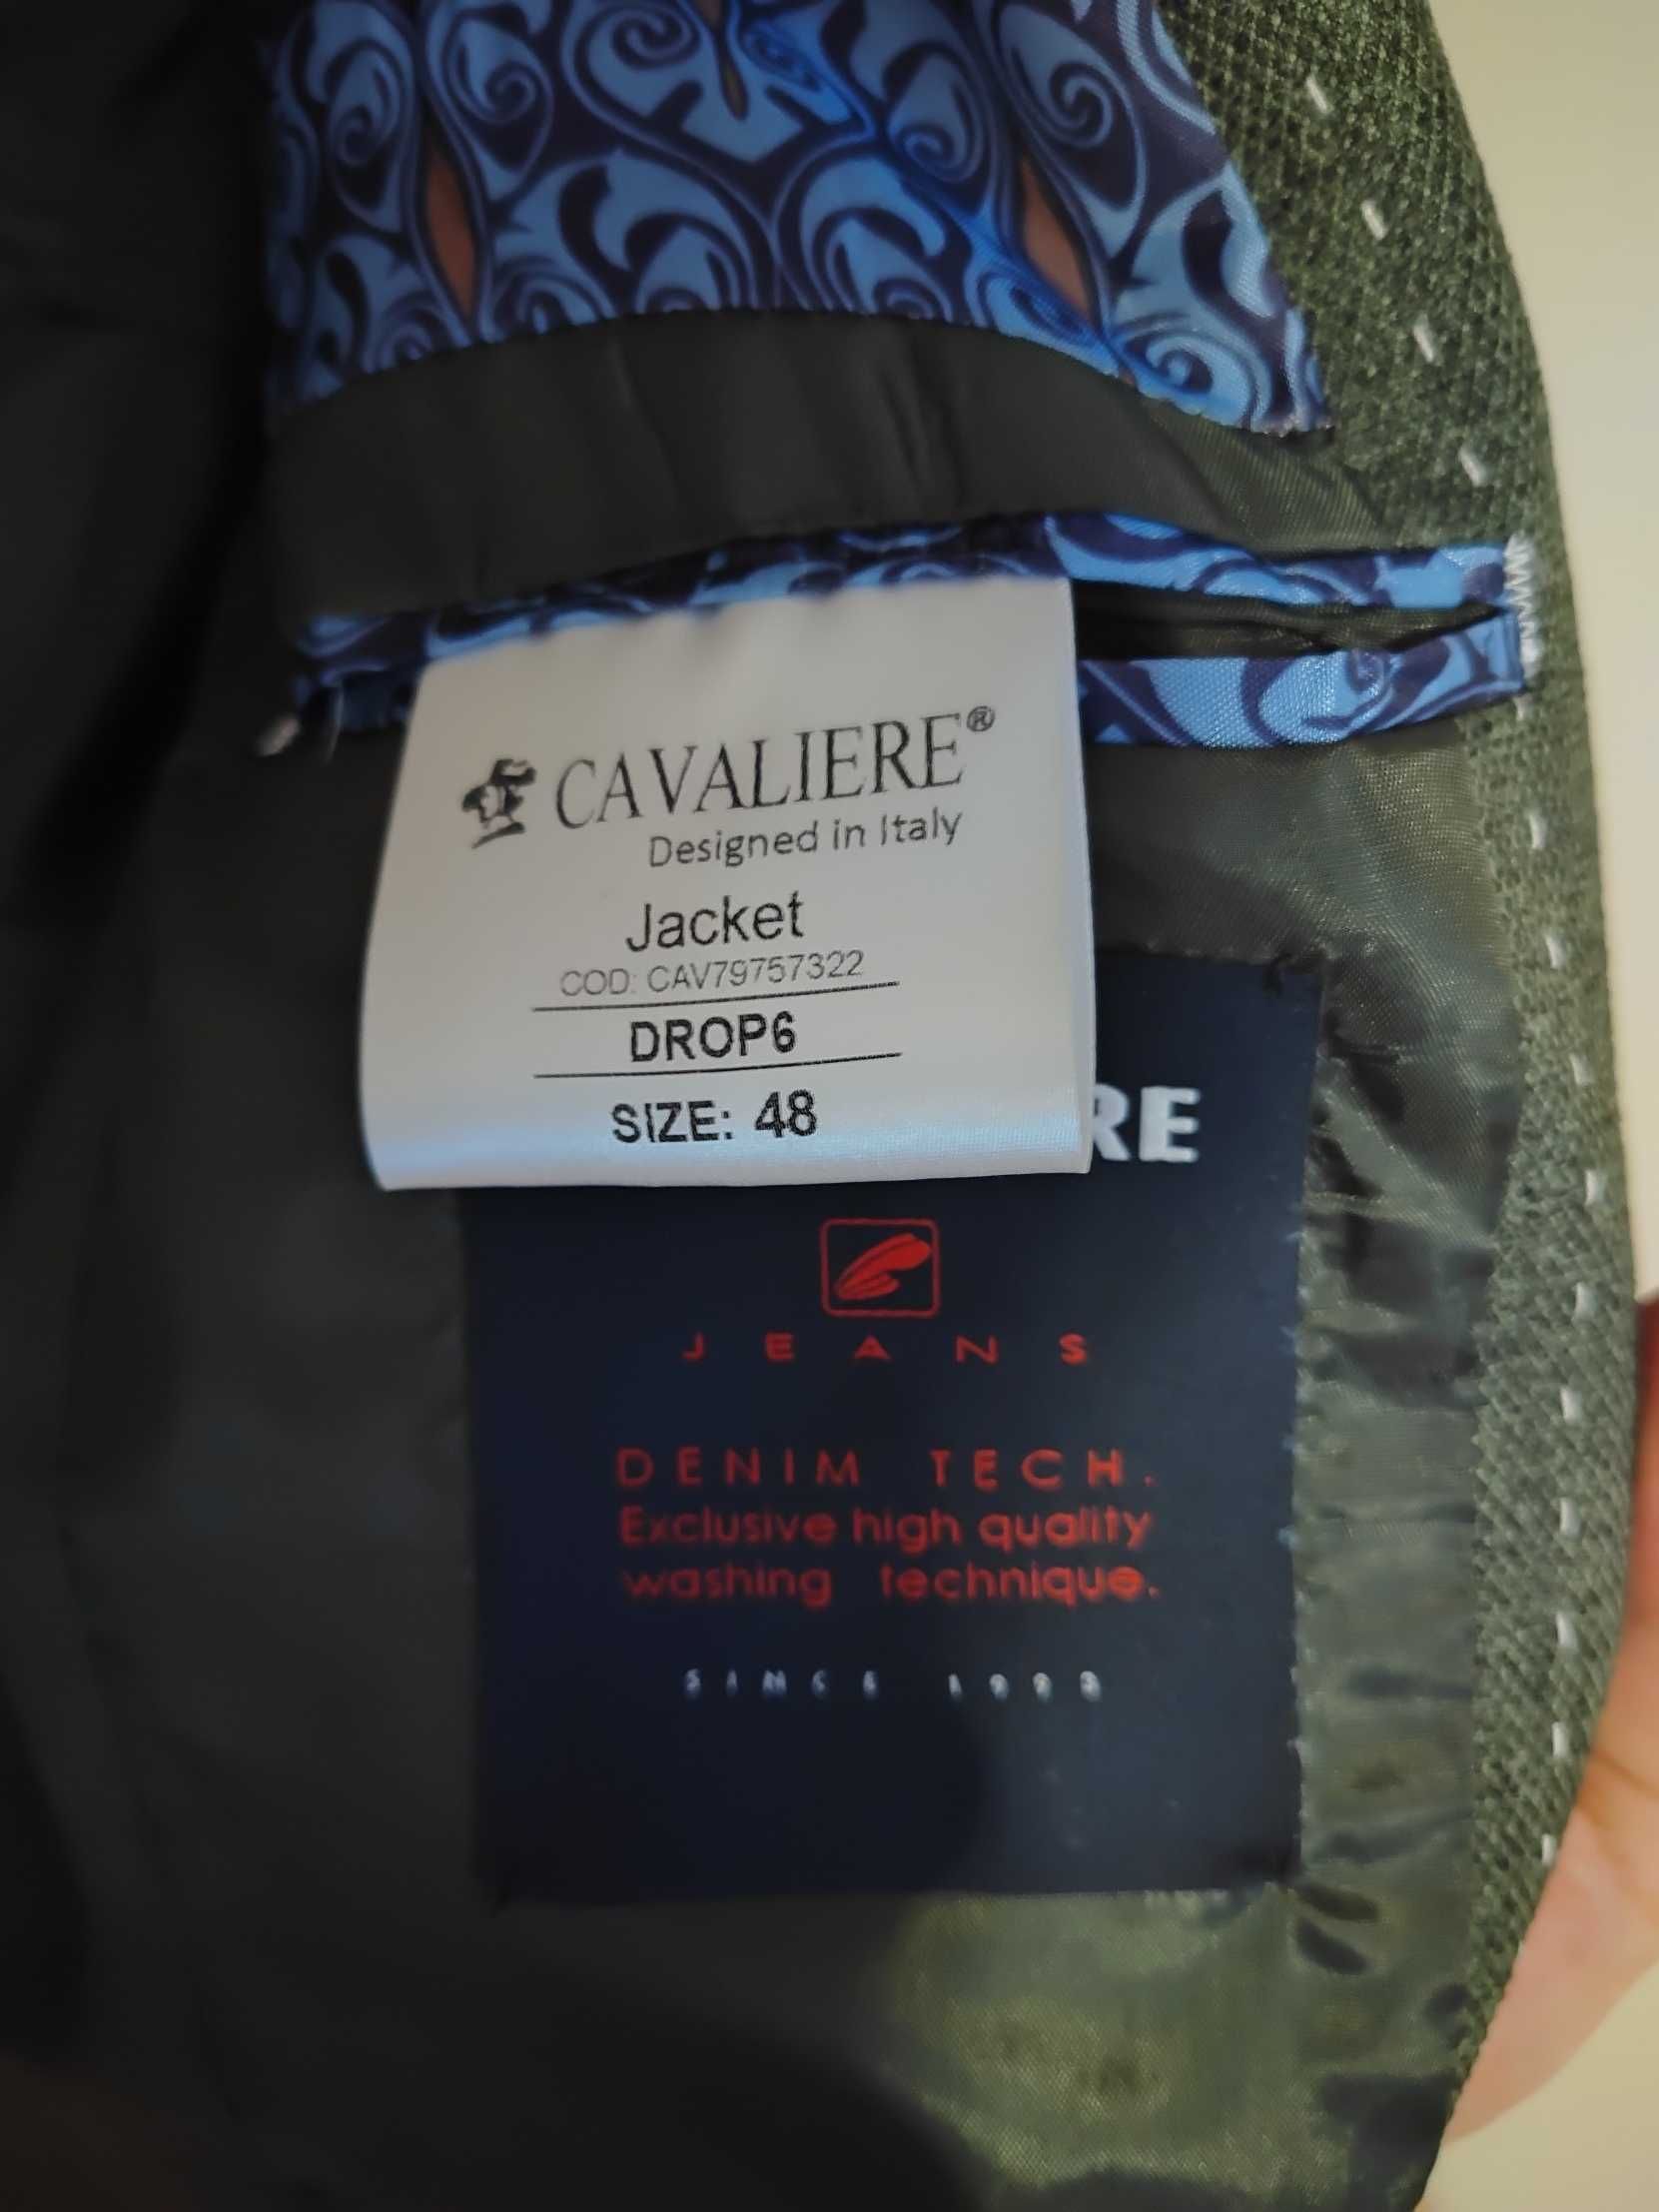 CAVALIERE®
Designed in Italy
Jacket
COD: CAV79757322
DROP6
SIZE: 48
RE
JEANS
DENIM TECH.
Exclusive high quality
washing technique.
SINCE